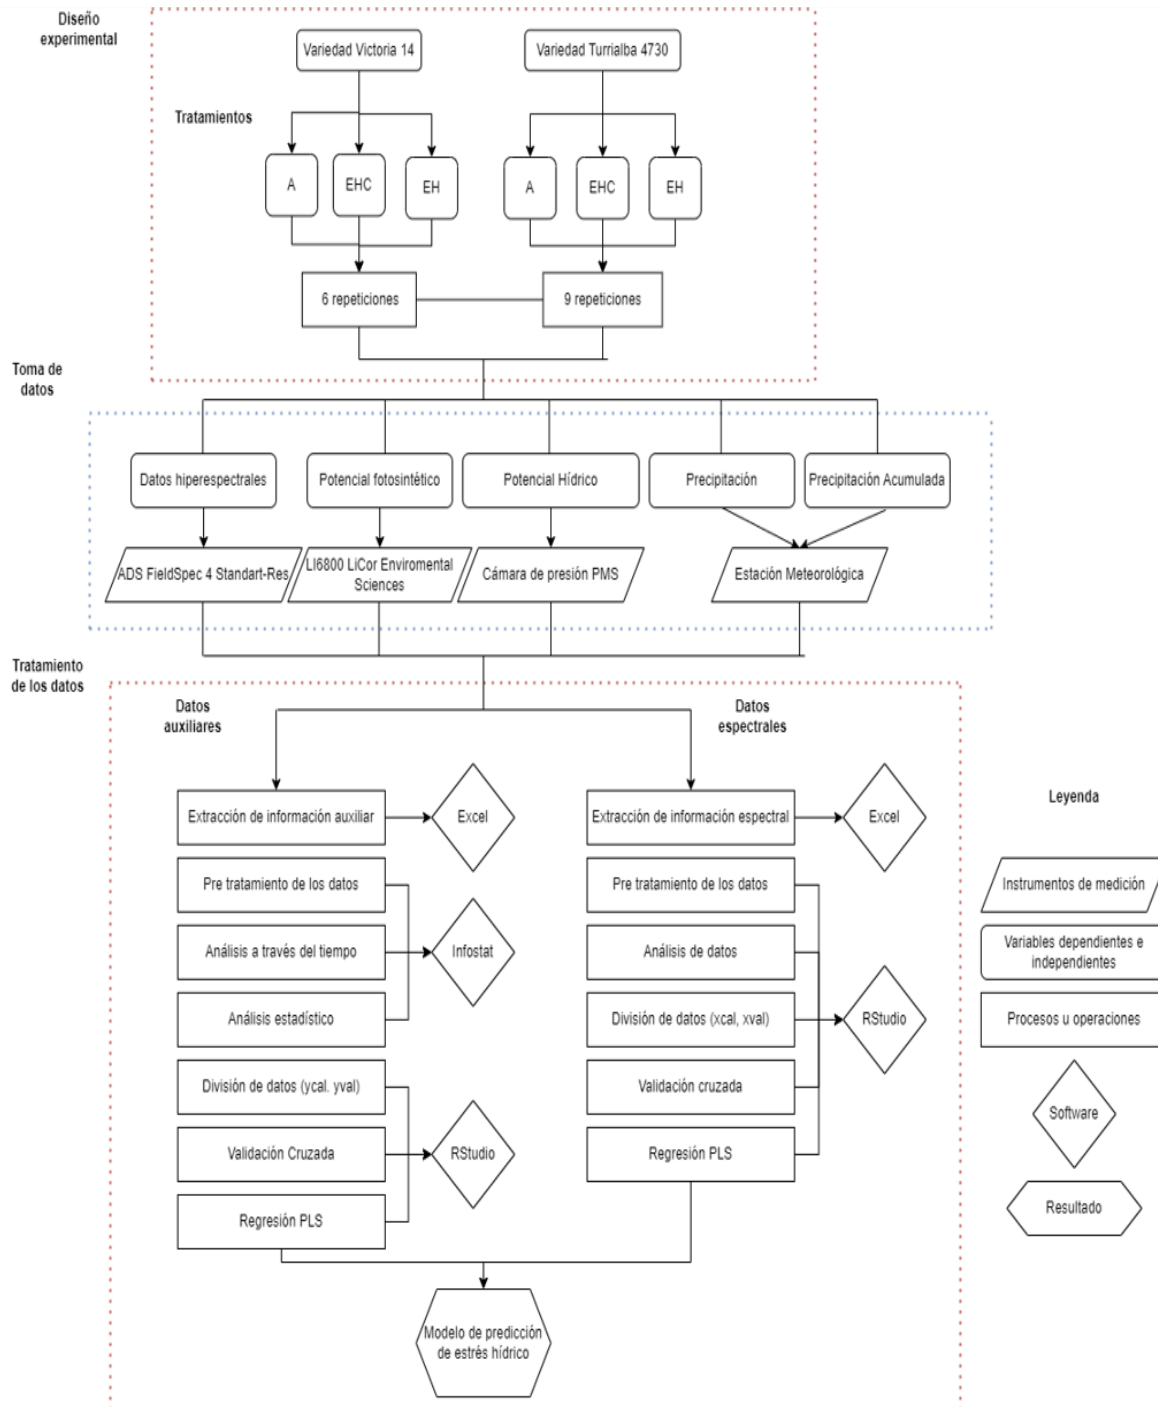 Diseño
experimental
Variedad Victoria 14
Variedad Turrialba 4730
Tratamientos
A
EHC
EH
A
EHC
EH
6 repeticiones
9 repeticiones
Toma de
datos
Datos hiperespectrales
Potencial fotosintético
Potencial Hídrico
Precipitación
Precipitación Acumulada
ADS FieldSpec 4 Standart-Res
LI6800 LiCor Enviromental
Sciences
Cámara de presión PMS
Estación Meteorológica
Tratamiento
de los datos
Datos
auxiliares
Datos
espectrales
Extracción de información auxiliar
Excel
Extracción de información espectral
Excel
Pre tratamiento de los datos
Análisis a través del tiempo
Infostat
Análisis estadístico
División de datos (ycal. yval)
Validación Cruzada
RStudio
Regresión PLS
Pre tratamiento de los datos
Análisis de datos
División de datos (xcal, xval)
RStudio
Validación cruzada
Regresión PLS
Modelo de predicción
de estrés hídrico
Leyenda
Instrumentos de medición
Variables dependientes e
independientes
Procesos u operaciones
Software
Resultado